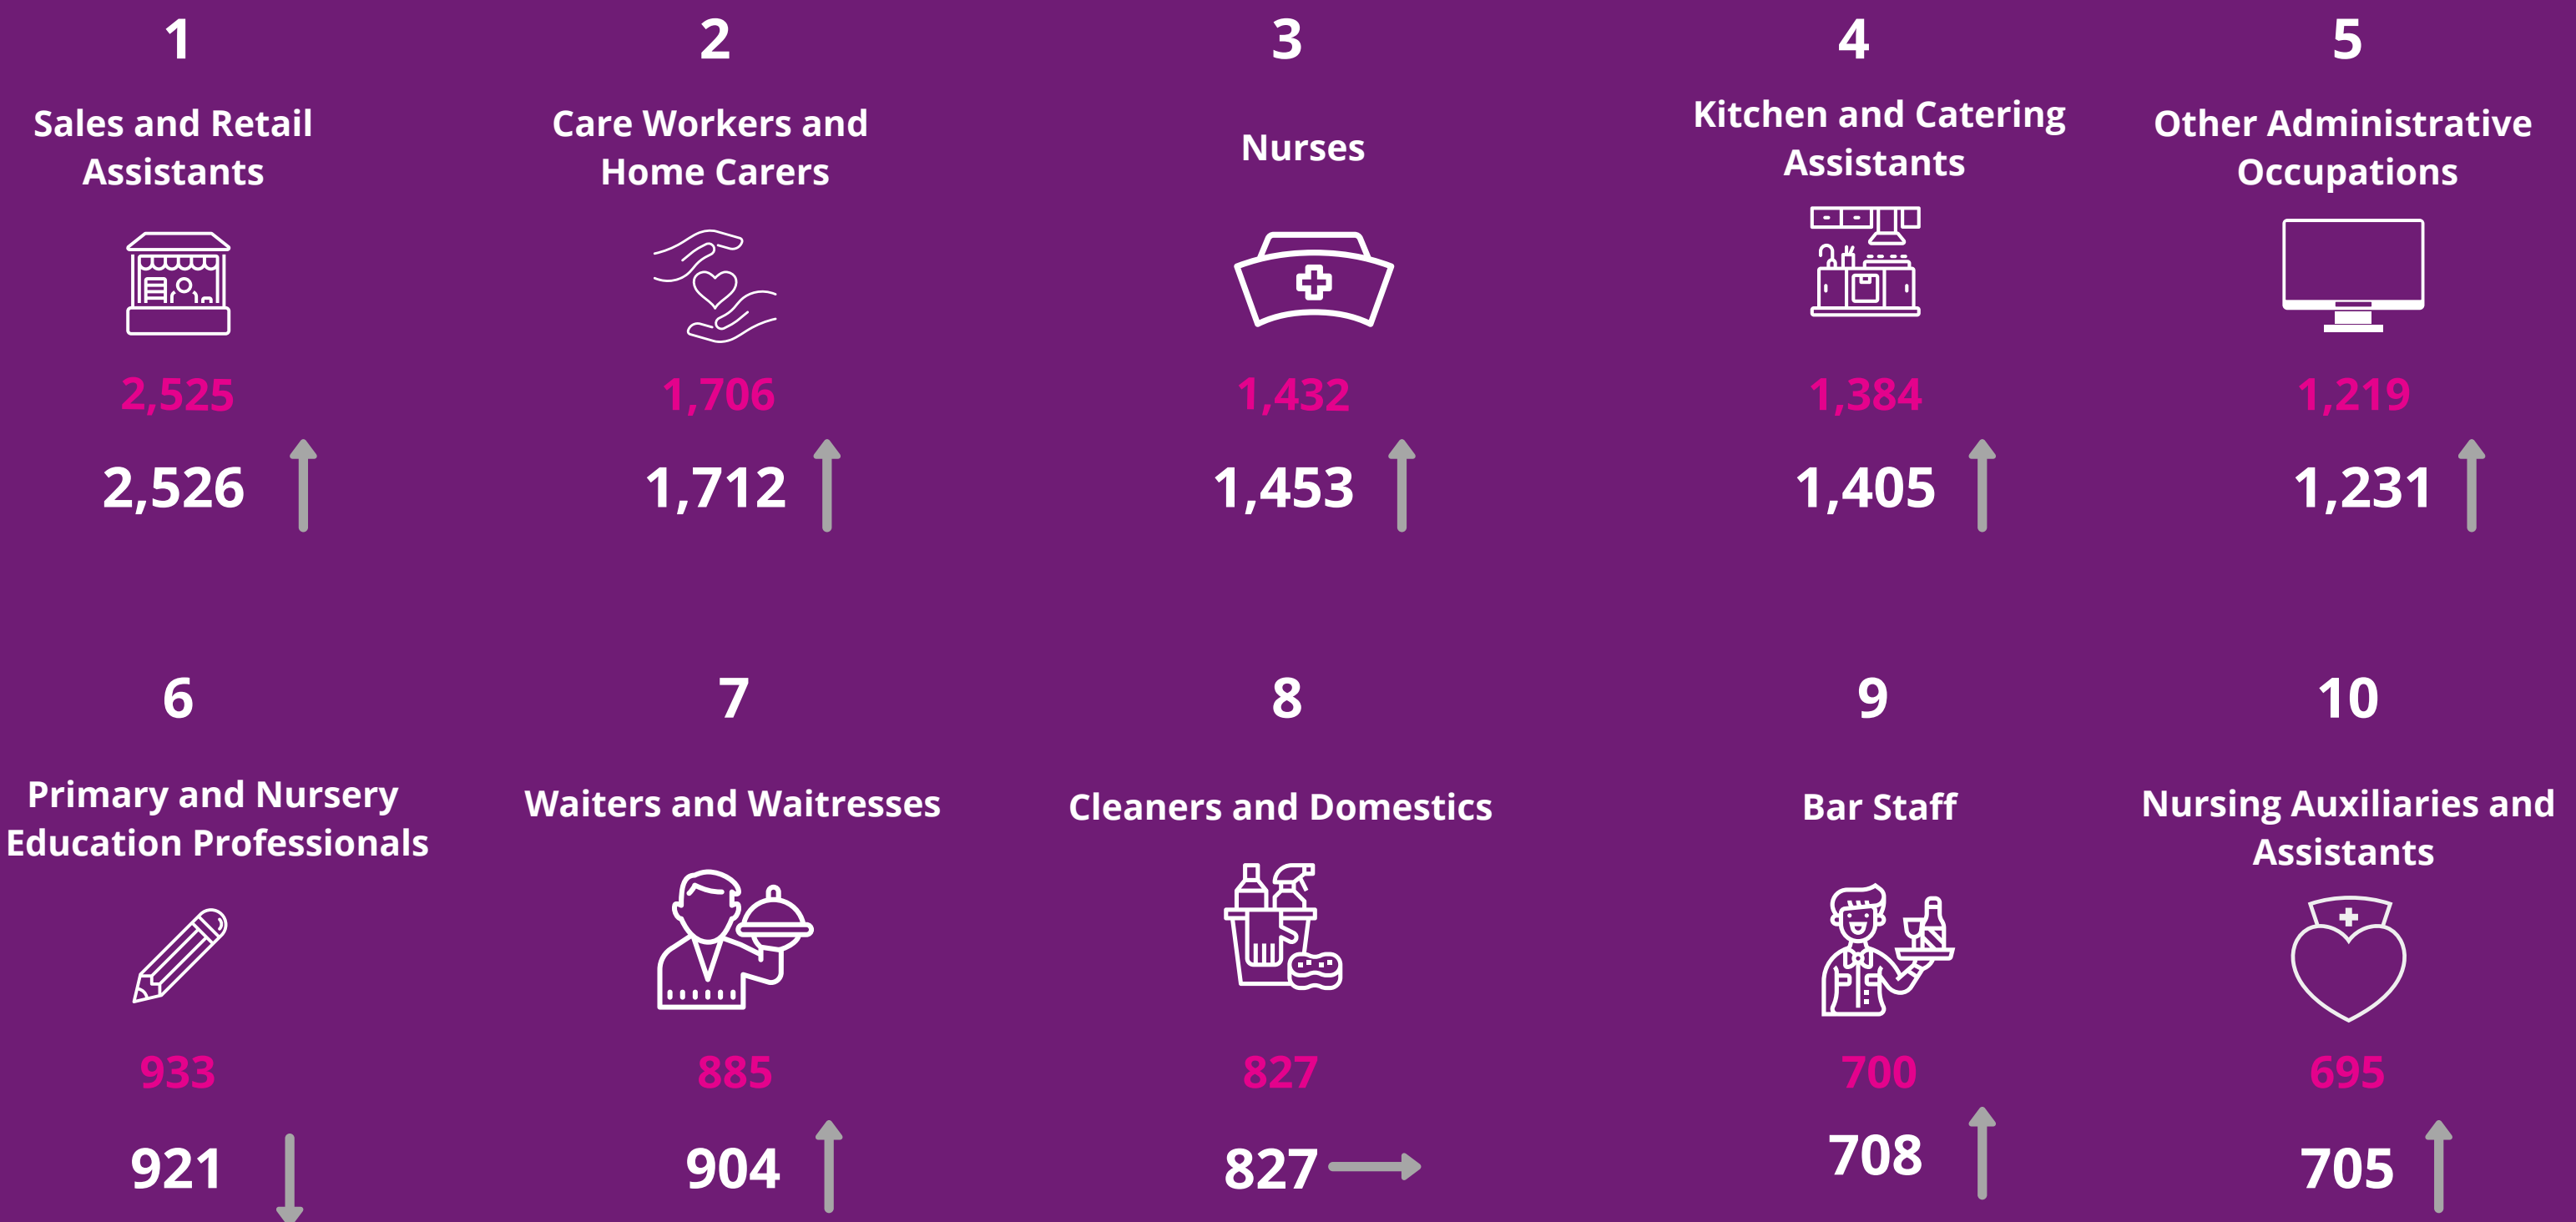 1
Sales and Retail
Assistants
2,525
2,526
2
Care Workers and
Home Carers
1,706
1,712
3
Nurses
1,432
1,453
4
Kitchen and Catering
Assistants
1,384
1,405
5
Other Administrative
Occupations
1,219
1,231
6
Primary and Nursery
Education Professionals
933
921
7
Waiters and Waitresses
885
904
8
Cleaners and Domestics
827
827
9
Bar Staff
700
708
10
Nursing Auxiliaries and
Assistants
695
705